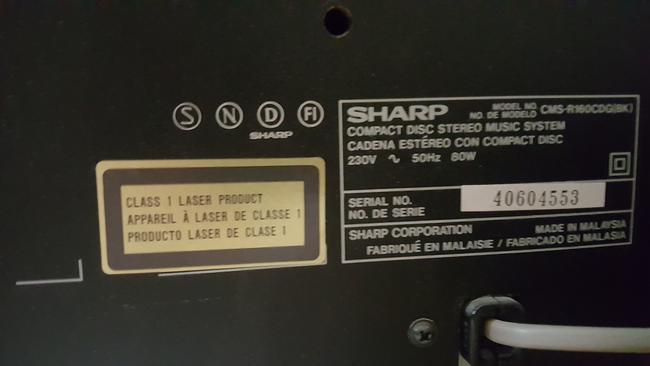 S N D Fi
SHARP
SHARP
MODEL NO. CMS-R160CDG(BK)
NO. DE MODELO
COMPACT DISC STEREO MUSIC SYSTEM
CADENA ESTÉREO CON COMPACT DISC
230V ∿ 50Hz 80W
SERIAL NO. 40604553
NO. DE SERIE
SHARP CORPORATION MADE IN MALAYSIA
FABRIQUÉ EN MALAISIE / FABRICADO EN MALASIA
CLASS 1 LASER PRODUCT
APPAREIL À LASER DE CLASSE 1
PRODUCTO LASER DE CLASE 1